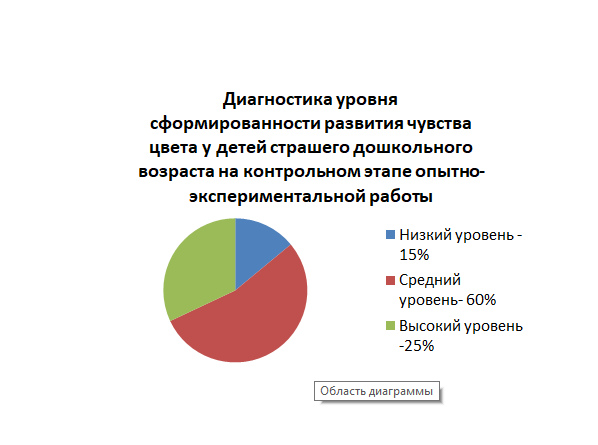 Диагностика уровня
сформированности развития чувства
цвета у детей страшего дошкольного
возраста на контрольном этапе опытно-
экспериментальной работы
Низкий уровень -
15%
Средний
уровень- 60%
Высокий уровень
-25%
Область диаграммы